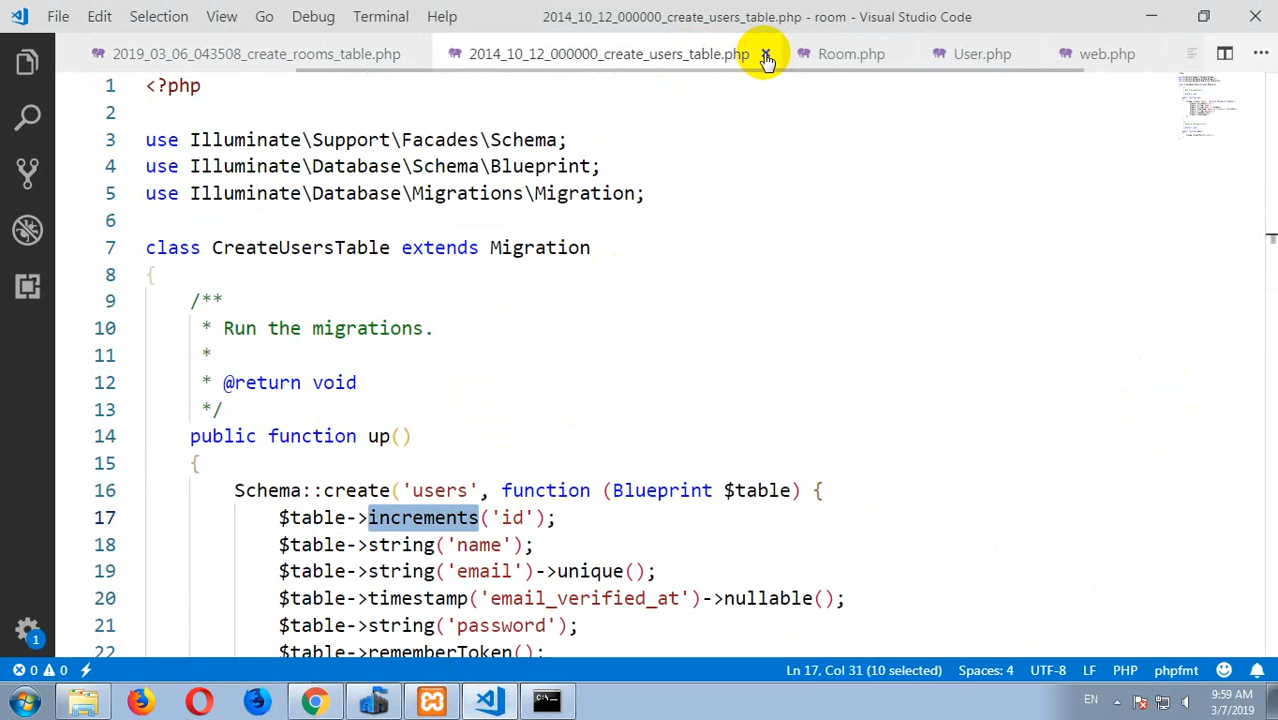 File Edit Selection View Go Debug Terminal Help 2014_10_12_000000_create_users_table.php - room - Visual Studio Code
2019_03_06_043508_create_rooms_table.php 2014_10_12_000000_create_users_table.php Room.php User.php web.php
1 <?php
2
3 use Illuminate\Support\Facades\Schema;
4 use Illuminate\Database\Schema\Blueprint;
5 use Illuminate\Database\Migrations\Migration;
6
7 class CreateUsersTable extends Migration
8 {
9 /**
10 * Run the migrations.
11 *
12 * @return void
13 */
14 public function up()
15 {
16 Schema::create('users', function (Blueprint $table) {
17 $table->increments('id');
18 $table->string('name');
19 $table->string('email')->unique();
20 $table->timestamp('email_verified_at')->nullable();
21 $table->string('password');
22 $table->rememberToken();
1
0 0 Ln 17, Col 31 (10 selected) Spaces: 4 UTF-8 LF PHP phpfmt
EN 9:59 AM
3/7/2019